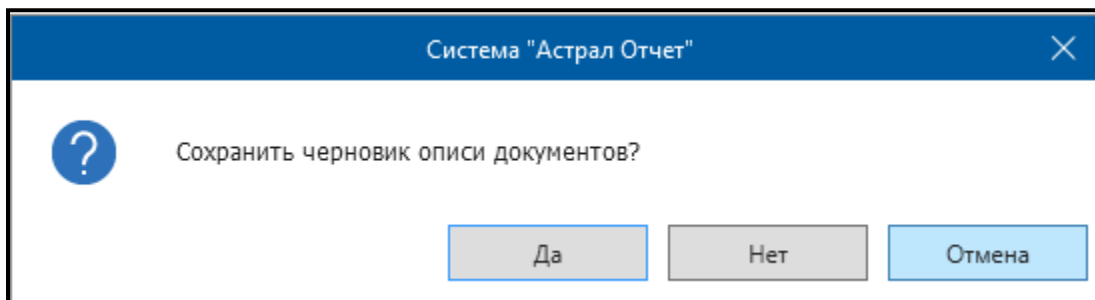 Система "Астрал Отчет"
Сохранить черновик описи документов?
Да Нет Отмена